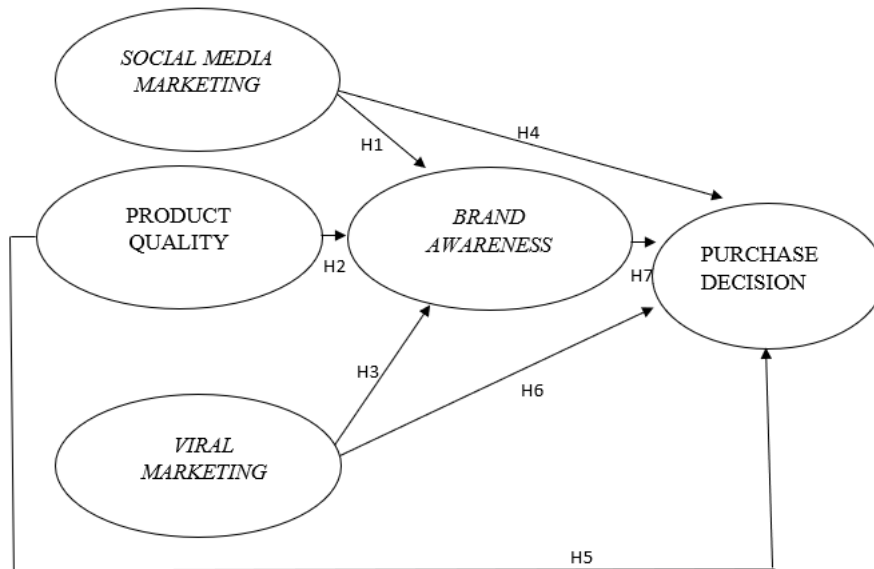 SOCIAL MEDIA
MARKETING
H4
H1
PRODUCT
QUALITY
H2
BRAND
AWARENESS
H7
PURCHASE
DECISION
H3
H6
VIRAL
MARKETING
H5